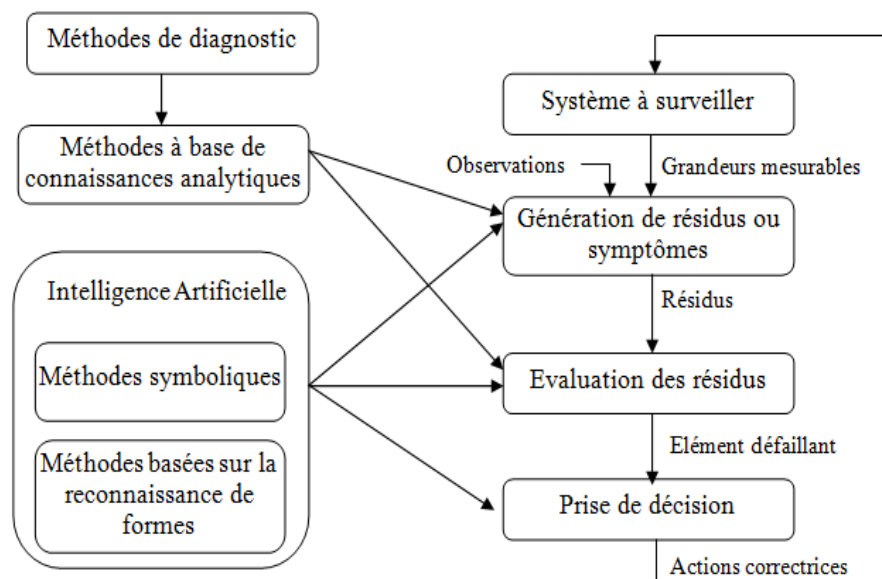 Méthodes de diagnostic
Méthodes à base de
connaissances analytiques
Intelligence Artificielle
Méthodes symboliques
Méthodes basées sur la
reconnaissance de
formes
Système à surveiller
Observations
Grandeurs mesurables
Génération de résidus ou
symptômes
Résidus
Evaluation des résidus
Elément défaillant
Prise de décision
Actions correctrices